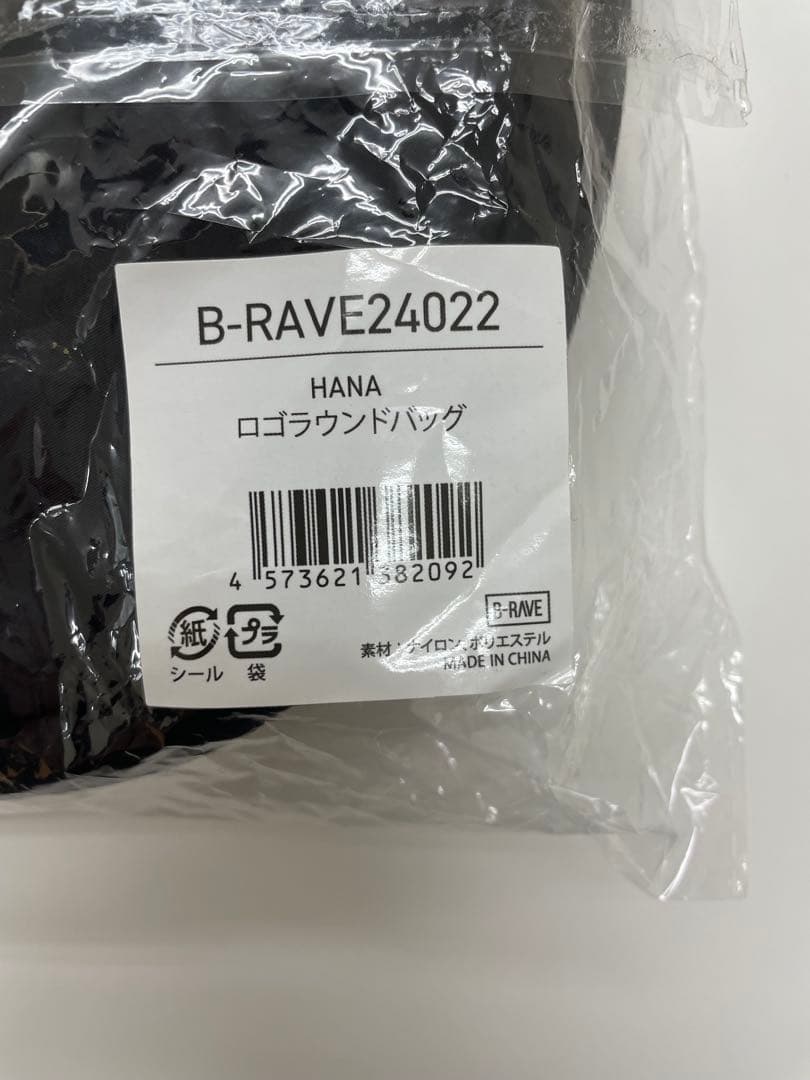 B-RAVE24022
HANA
ロゴラウンドバッグ
4 573621 382092
紙 プラ
シール 袋
B-RAVE
素材：ナイロン、ポリエステル
MADE IN CHINA